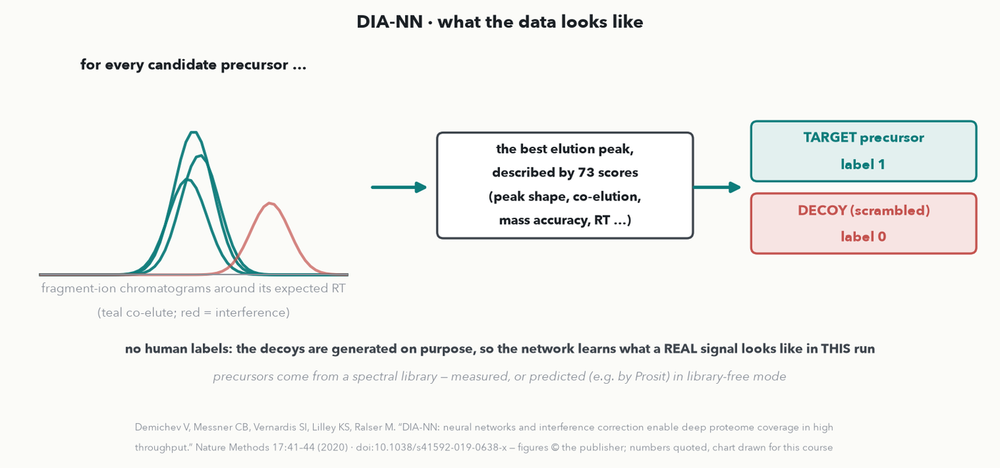 DIA-NN · what the data looks like
for every candidate precursor …
the best elution peak,
described by 73 scores
(peak shape, co-elution,
mass accuracy, RT …)
TARGET precursor
label 1
DECOY (scrambled)
label 0
fragment-ion chromatograms around its expected RT
(teal co-elute; red = interference)
no human labels: the decoys are generated on purpose, so the network learns what a REAL signal looks like in THIS run
precursors come from a spectral library — measured, or predicted (e.g. by Prosit) in library-free mode
Demichev V, Messner CB, Vernardis SI, Lilley KS, Ralser M. “DIA-NN: neural networks and interference correction enable deep proteome coverage in high
throughput.” Nature Methods 17:41–44 (2020) · doi:10.1038/s41592-019-0638-x — figures © the publisher; numbers quoted, chart drawn for this course